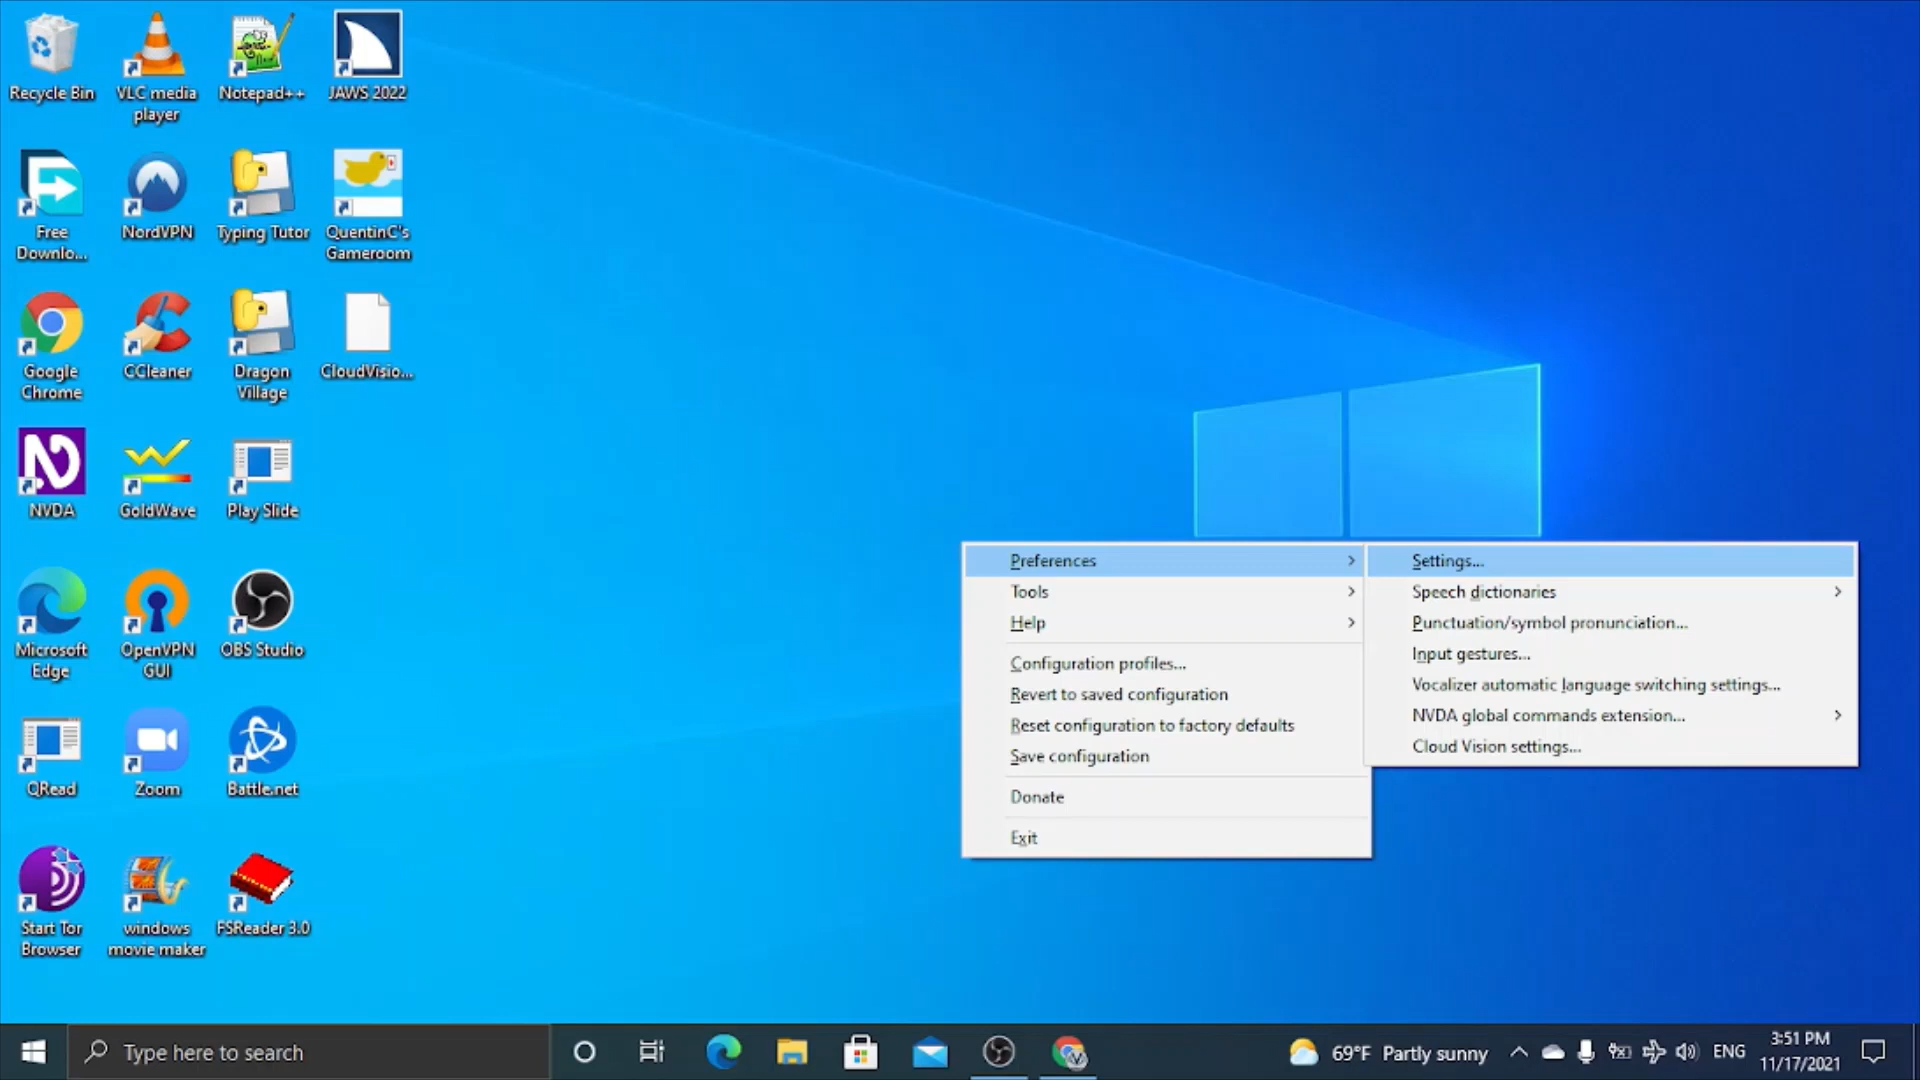 Recycle Bin
VLC media
player
Notepad++
JAWS 2022
Free
Downlo...
NordVPN
Typing Tutor
QuentinC's
Gameroom
Google
Chrome
CCleaner
Dragon
Village
CloudVisio...
NVDA
GoldWave
Play Slide
Microsoft
Edge
OpenVPN
GUI
OBS Studio
QRead
Zoom
Battle.net
Start Tor
Browser
windows
movie maker
FSReader 3.0
Preferences
Tools
Help
Configuration profiles...
Revert to saved configuration
Reset configuration to factory defaults
Save configuration
Donate
Exit
Settings...
Speech dictionaries
Punctuation/symbol pronunciation...
Input gestures...
Vocalizer automatic language switching settings...
NVDA global commands extension...
Cloud Vision settings...
Type here to search
69°F Partly sunny
ENG
3:51 PM
11/17/2021